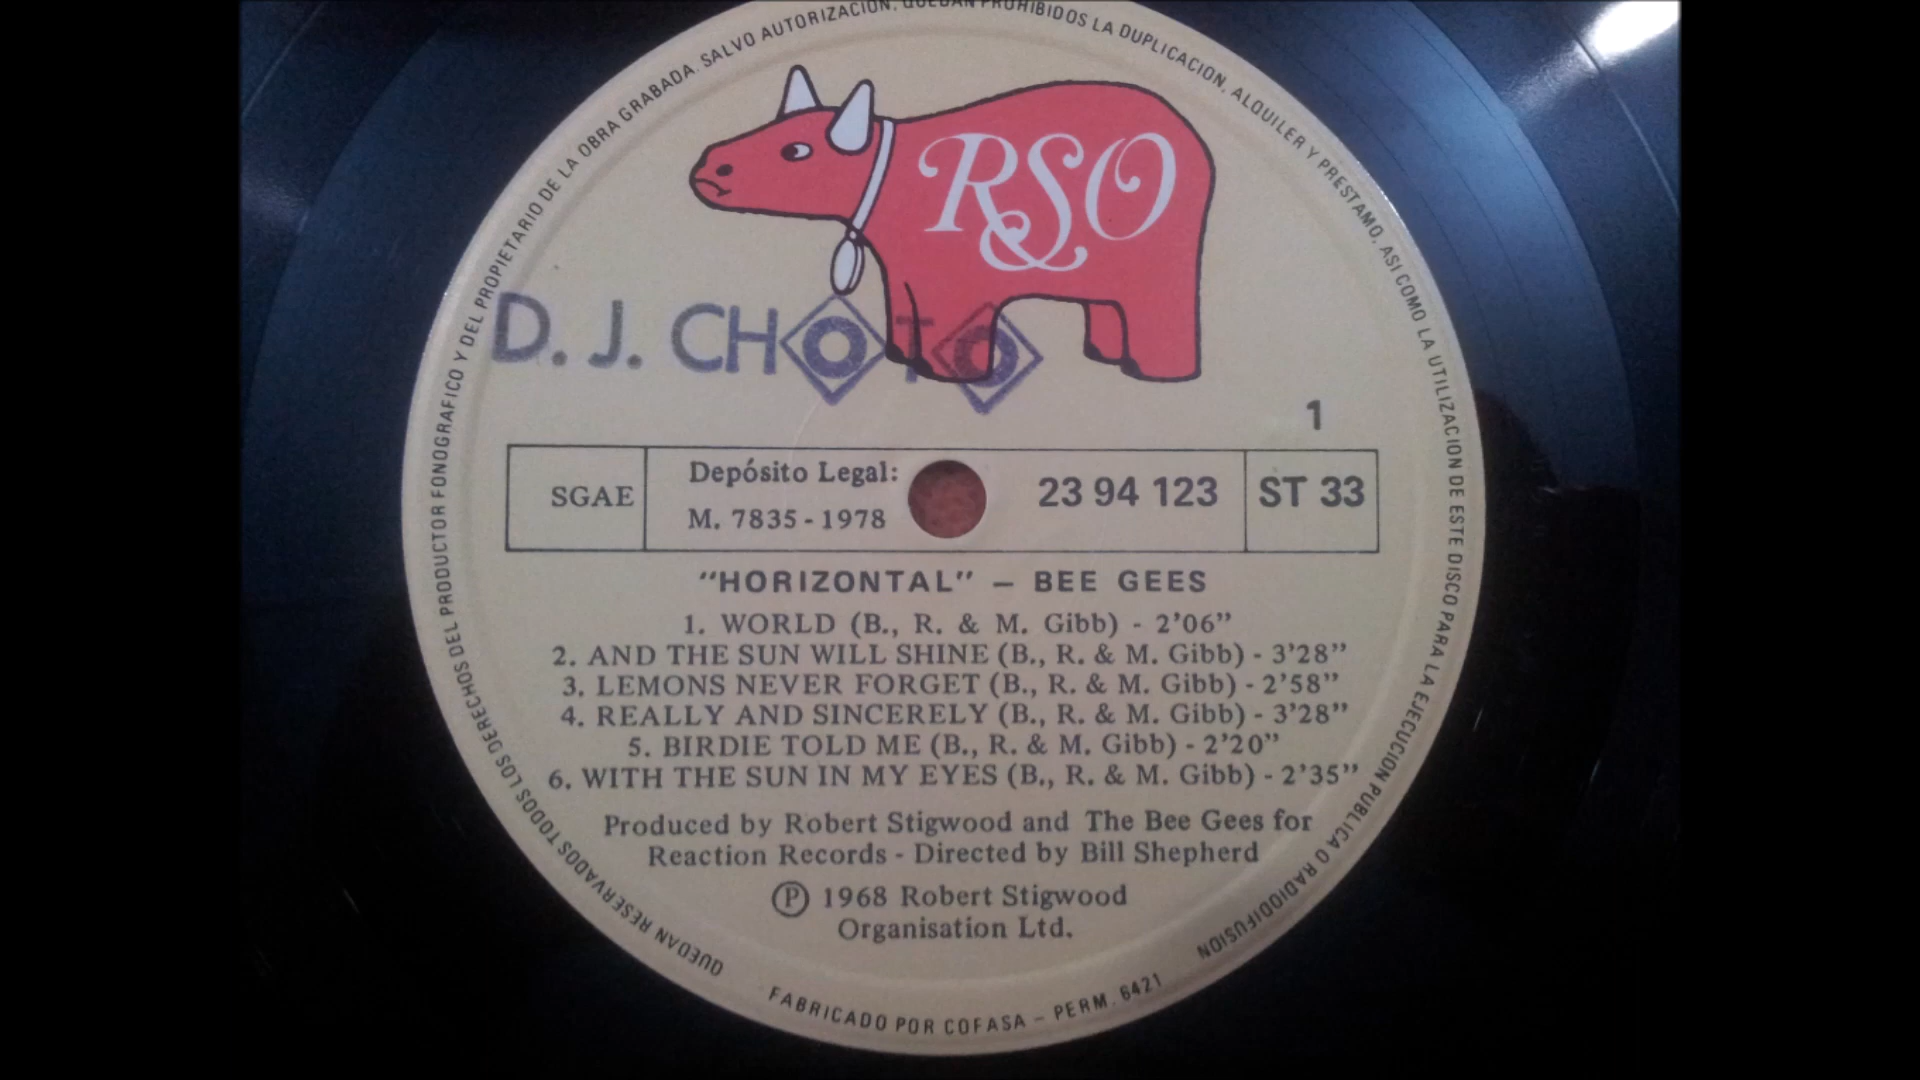 QUEDAN RESERVADOS TODOS LOS DERECHOS DEL PRODUCTOR FONOGRAFICO Y DEL PROPIETARIO DE LA OBRA GRABADA. SALVO AUTORIZACION, QUEDAN PROHIBIDOS LA DUPLICACION, ALQUILER Y PRESTAMO, ASI COMO LA UTILIZACION DE ESTE DISCO PARA LA EJECUCION PUBLICA O RADIODIFUSION
RSO
D. J. CHOTO
1
SGAE
Depósito Legal:
M. 7835 - 1978
23 94 123
ST 33
"HORIZONTAL" – BEE GEES
1. WORLD (B., R. & M. Gibb) - 2'06"
2. AND THE SUN WILL SHINE (B., R. & M. Gibb) - 3'28"
3. LEMONS NEVER FORGET (B., R. & M. Gibb) - 2'58"
4. REALLY AND SINCERELY (B., R. & M. Gibb) - 3'28"
5. BIRDIE TOLD ME (B., R. & M. Gibb) - 2'20"
6. WITH THE SUN IN MY EYES (B., R. & M. Gibb) - 2'35"
Produced by Robert Stigwood and The Bee Gees for
Reaction Records - Directed by Bill Shepherd
Ⓟ 1968 Robert Stigwood
Organisation Ltd.
FABRICADO POR COFASA – PERM. 6421